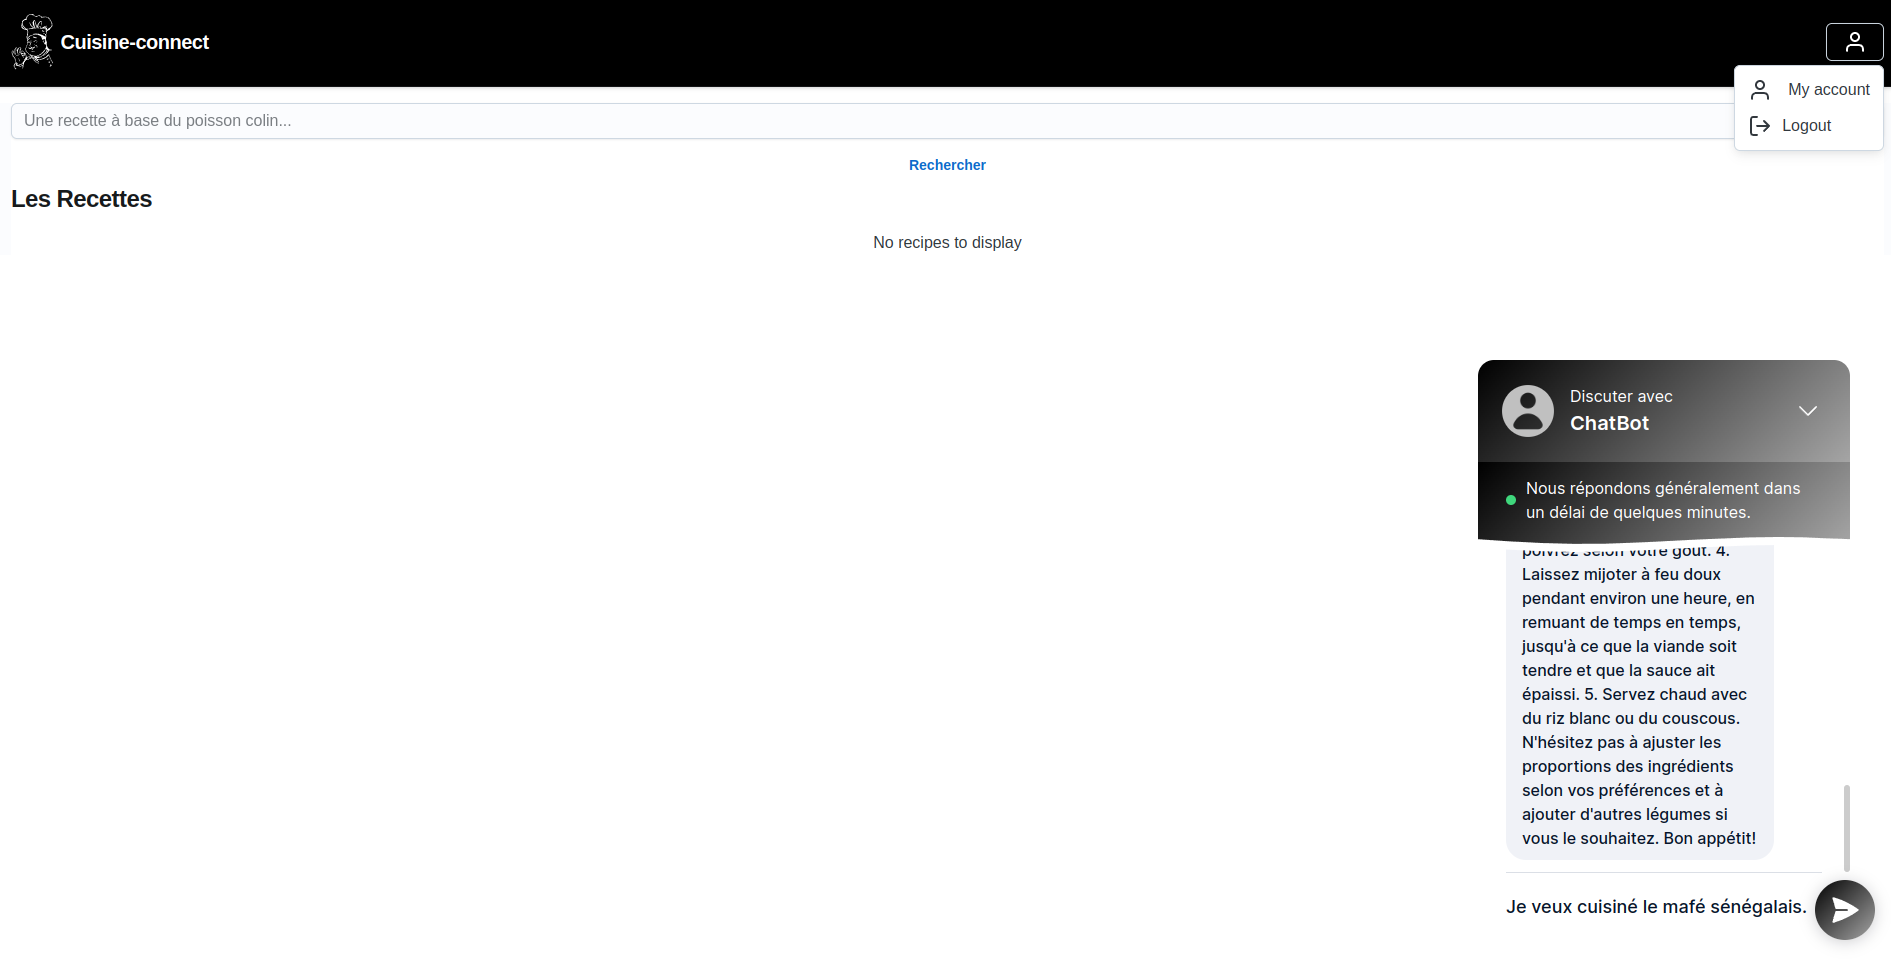 Cuisine-connect
My account
Logout
Une recette à base du poisson colin...
Rechercher
Les Recettes
No recipes to display
Discuter avec
ChatBot
Nous répondons généralement dans
un délai de quelques minutes.
poivrez selon votre goût. 4.
Laissez mijoter à feu doux
pendant environ une heure, en
remuant de temps en temps,
jusqu'à ce que la viande soit
tendre et que la sauce ait
épaissi. 5. Servez chaud avec
du riz blanc ou du couscous.
N'hésitez pas à ajuster les
proportions des ingrédients
selon vos préférences et à
ajouter d'autres légumes si
vous le souhaitez. Bon appétit!
Je veux cuisiné le mafé sénégalais.